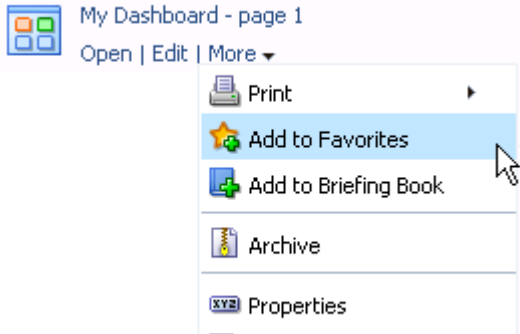 My Dashboard - page 1
Open | Edit | More
Print
Add to Favorites
Add to Briefing Book
Archive
XYZ Properties